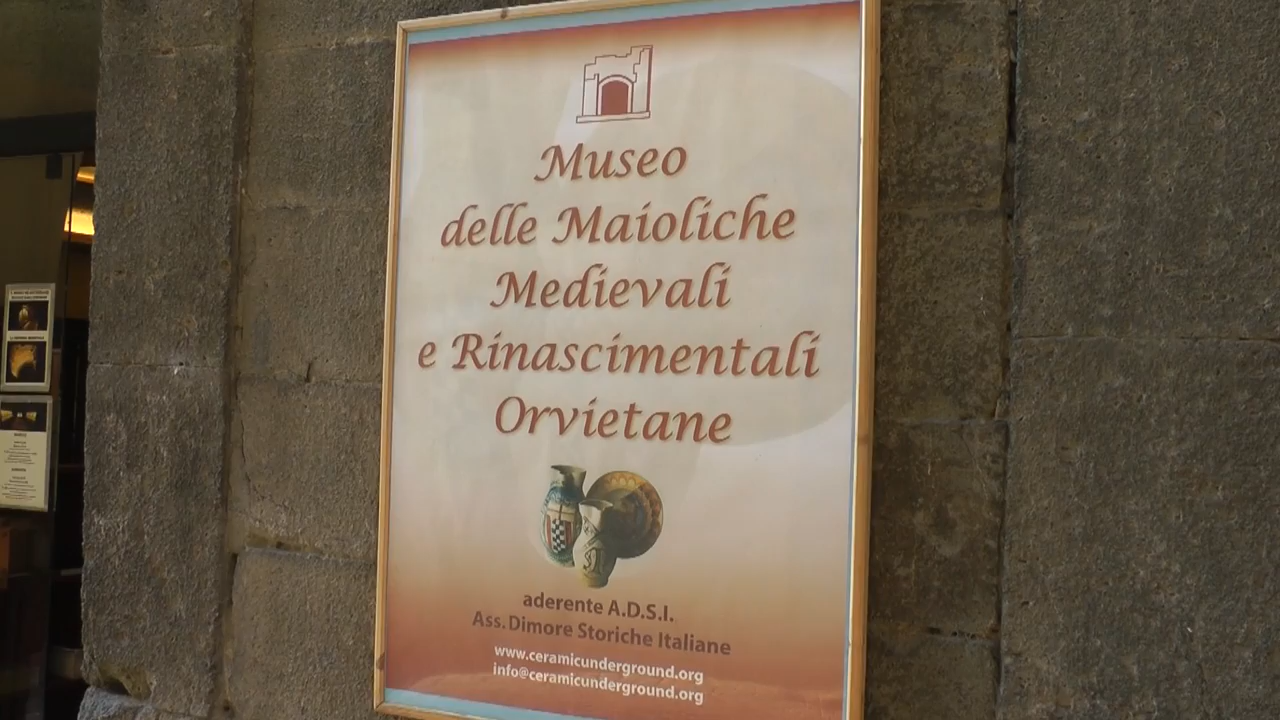 Museo
delle Maioliche
Medievali
e Rinascimentali
Orvietane
aderente A.D.S.I.
Ass. Dimore Storiche Italiane
www.ceramicunderground.org
info@ceramicunderground.org